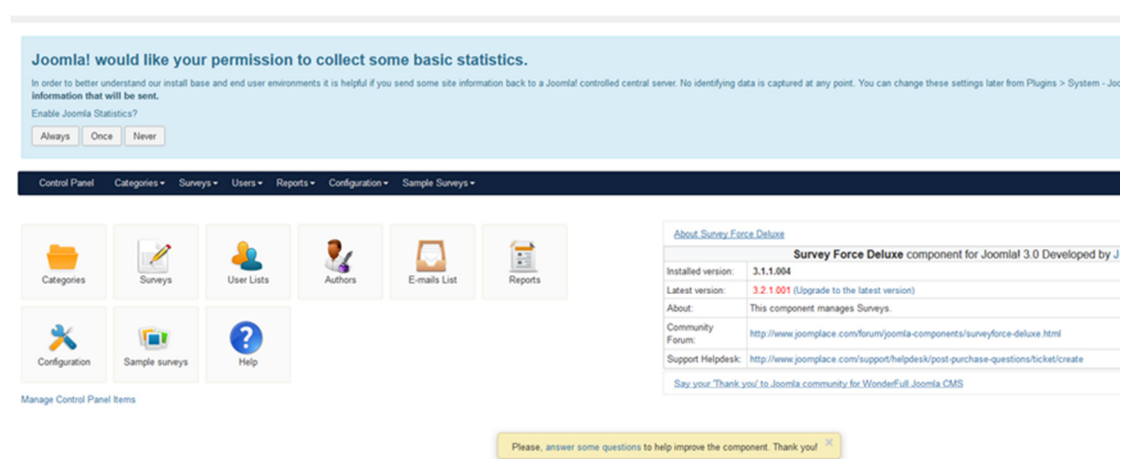 Joomla! would like your permission to collect some basic statistics.
In order to better understand our install base and end user environments it is helpful if you send some site information back to a Joomla! controlled central server. No identifying data is captured at any point. You can change these settings later from Plugins > System - Joo
information that will be sent.
Enable Joomla Statistics?
Always Once Never
Control Panel Categories Surveys Users Reports Configuration Sample Surveys
Categories Surveys User Lists Authors E-mails List Reports
Configuration Sample surveys Help
Manage Control Panel Items
About Survey Force Deluxe
Survey Force Deluxe component for Joomla! 3.0 Developed by J
Installed version: 3.1.1.004
Latest version: 3.2.1.001 (Upgrade to the latest version)
About: This component manages Surveys.
Community
Forum: http://www.joomplace.com/forum/joomla-components/surveyforce-deluxe.html
Support Helpdesk: http://www.joomplace.com/support/helpdesk/post-purchase-questions/ticket/create
Say your 'Thank you' to Joomla community for WonderFull Joomla CMS
Please, answer some questions to help improve the component. Thank you! ×